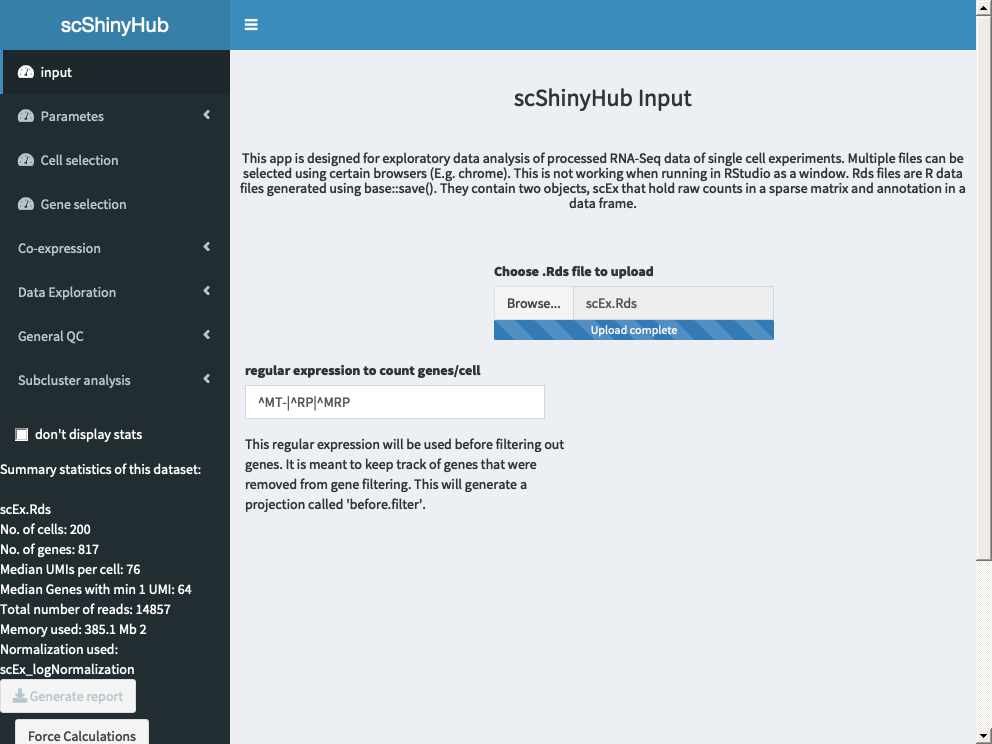 scShinyHub
input
Parametes
Cell selection
Gene selection
Co-expression
Data Exploration
General QC
Subcluster analysis
don't display stats
Summary statistics of this dataset:
scEx.Rds
No. of cells: 200
No. of genes: 817
Median UMIs per cell: 76
Median Genes with min 1 UMI: 64
Total number of reads: 14857
Memory used: 385.1 Mb 2
Normalization used:
scEx_logNormalization
Generate report
Force Calculations
scShinyHub Input
This app is designed for exploratory data analysis of processed RNA-Seq data of single cell experiments. Multiple files can be
selected using certain browsers (E.g. chrome). This is not working when running in RStudio as a window. Rds files are R data
files generated using base::save(). They contain two objects, scEx that hold raw counts in a sparse matrix and annotation in a
data frame.
Choose .Rds file to upload
Browse... scEx.Rds
Upload complete
regular expression to count genes/cell
^MT-|^RP|^MRP
This regular expression will be used before filtering out
genes. It is meant to keep track of genes that were
removed from gene filtering. This will generate a
projection called 'before.filter'.